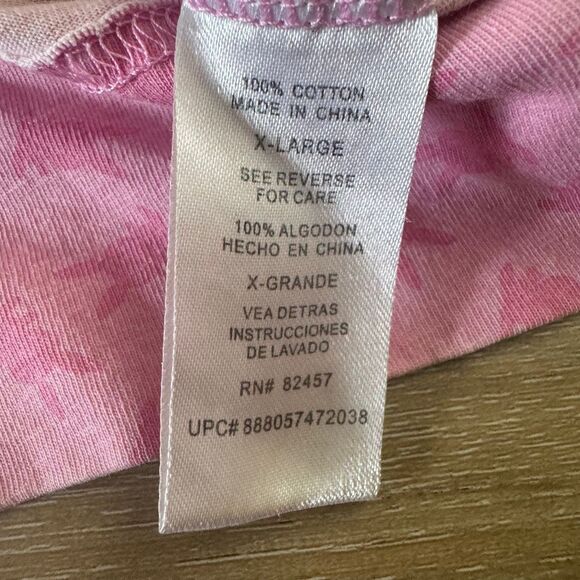 100% COTTON
MADE IN CHINA
X-LARGE
SEE REVERSE
FOR CARE
100% ALGODON
HECHO EN CHINA
X-GRANDE
VEA DETRAS
INSTRUCCIONES
DE LAVADO
RN# 82457
UPC# 888057472038